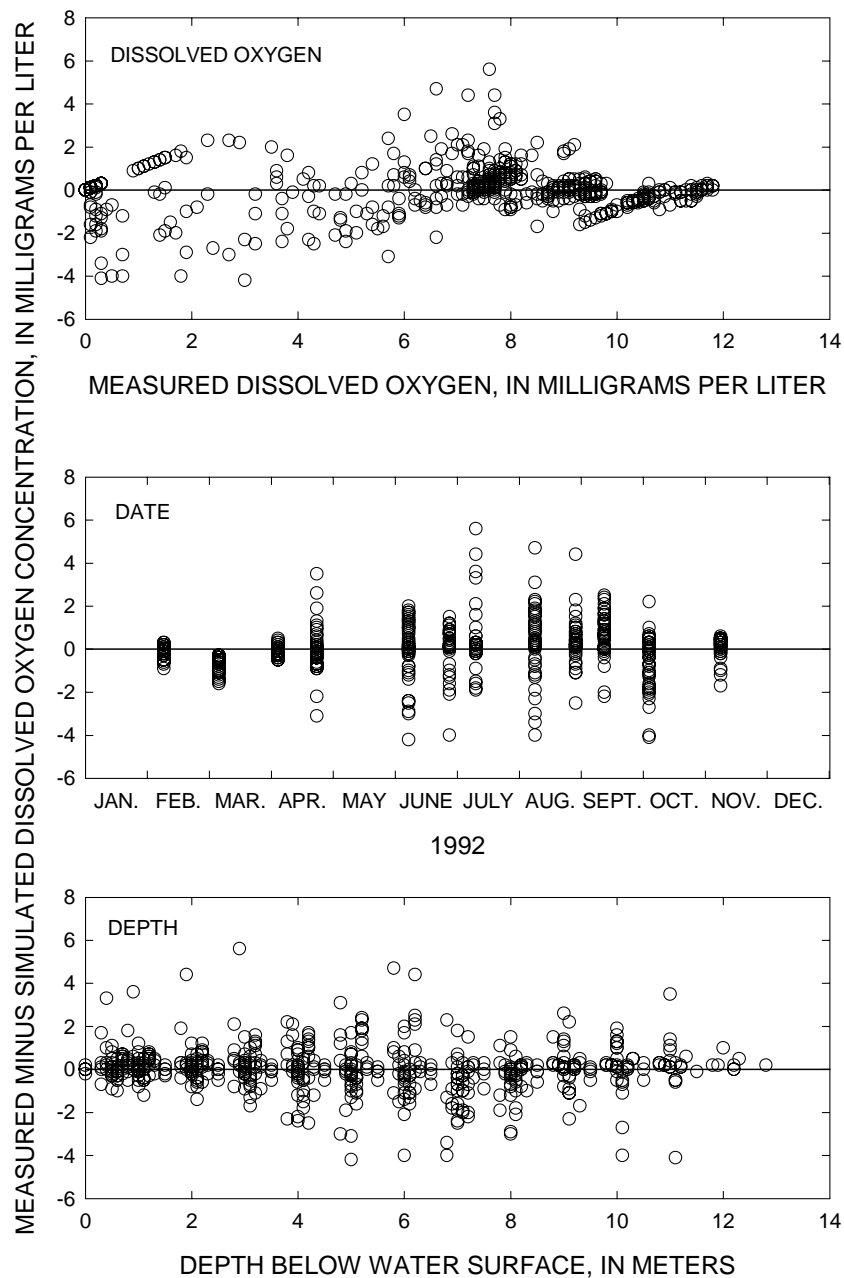 MEASURED MINUS SIMULATED DISSOLVED OXYGEN CONCENTRATION, IN MILLIGRAMS PER LITER
8
6
4
2
0
-2
-4
-6
DISSOLVED OXYGEN
0 2 4 6 8 10 12 14
MEASURED DISSOLVED OXYGEN, IN MILLIGRAMS PER LITER
8
6
4
2
0
-2
-4
-6
DATE
JAN. FEB. MAR. APR. MAY JUNE JULY AUG. SEPT. OCT. NOV. DEC.
1992
8
6
4
2
0
-2
-4
-6
DEPTH
0 2 4 6 8 10 12 14
DEPTH BELOW WATER SURFACE, IN METERS